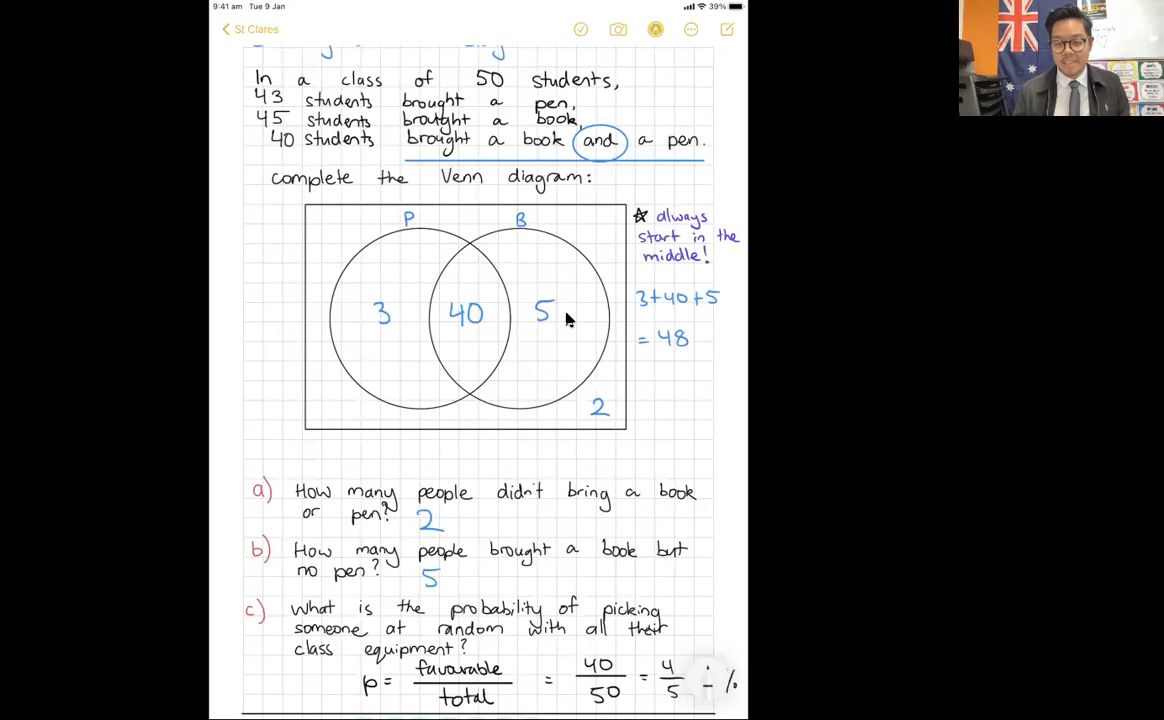 9:41 am Tue 9 Jan
39%
St Clares
In a class of 50 students,
43 students brought a pen,
45 students brought a book,
40 students brought a book and a pen.
complete the Venn diagram:
P B
3 40 5
2
☆ always
start in the
middle!
3+40+5
= 48
a) How many people didn't bring a book
or pen? 2
b) How many people brought a book but
no pen? 5
c) What is the probability of picking
someone at random with all their
class equipment?
p = favourable/total = 40/50 = 4/5
%